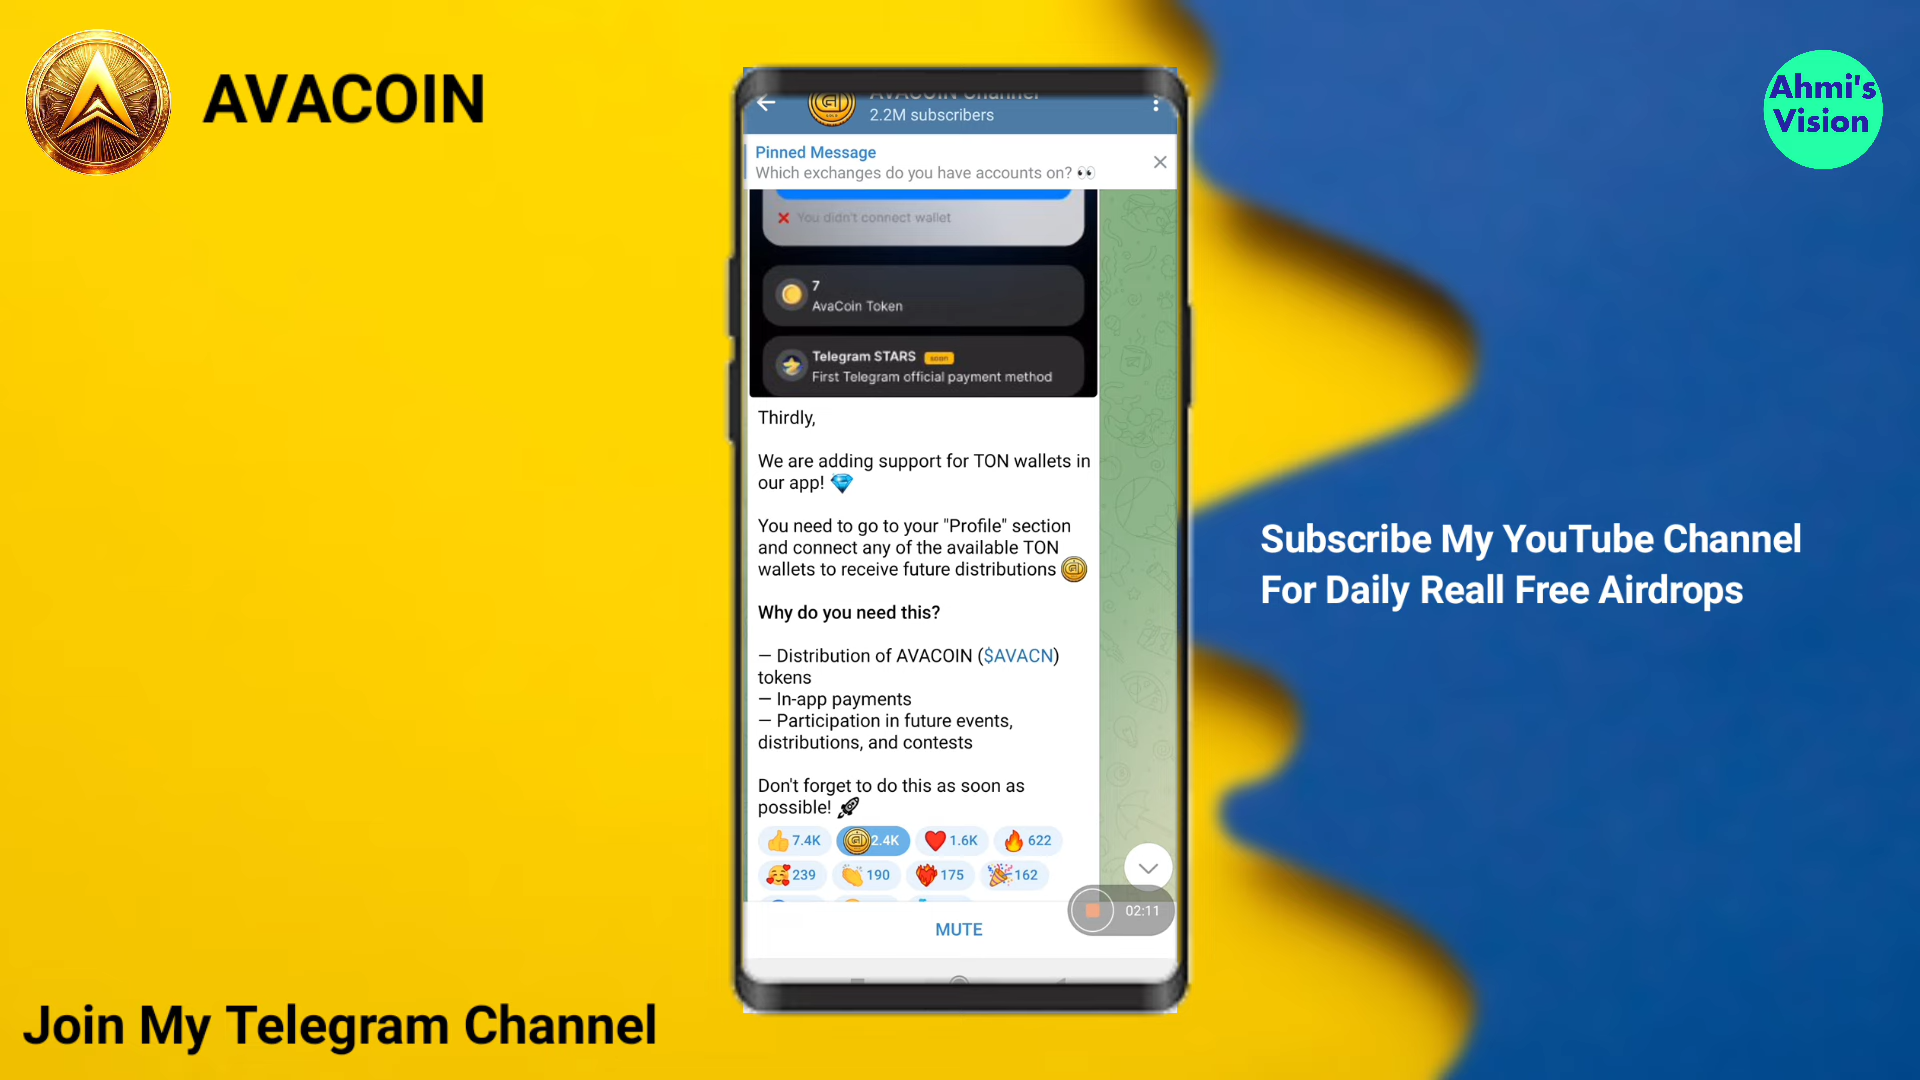 AVACOIN
Ahmi's
Vision
AVACOIN Channel
2.2M subscribers
Pinned Message
Which exchanges do you have accounts on? 👀
❌ You didn't connect wallet
7
AvaCoin Token
Telegram STARS soon
First Telegram official payment method
Thirdly,
We are adding support for TON wallets in
our app! 💎
You need to go to your "Profile" section
and connect any of the available TON
wallets to receive future distributions
Why do you need this?
— Distribution of AVACOIN ($AVACN)
tokens
— In-app payments
— Participation in future events,
distributions, and contests
Don't forget to do this as soon as
possible! 🚀
👍 7.4K 2.4K ❤️ 1.6K 🔥 622
🥰 239 👏 190 ❤️‍🔥 175 🎉 162
02:11
MUTE
Subscribe My YouTube Channel
For Daily Reall Free Airdrops
Join My Telegram Channel